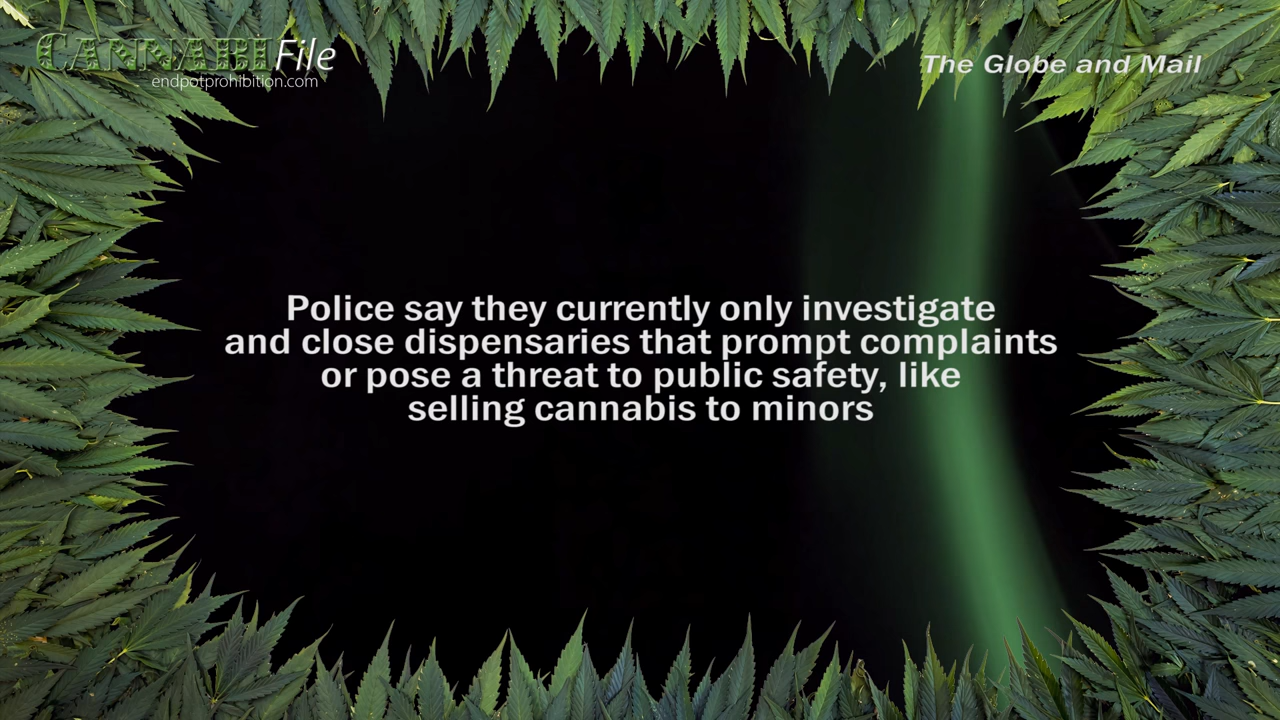 CANNABIFile
endpotprohibition.com
The Globe and Mail
Police say they currently only investigate
and close dispensaries that prompt complaints
or pose a threat to public safety, like
selling cannabis to minors